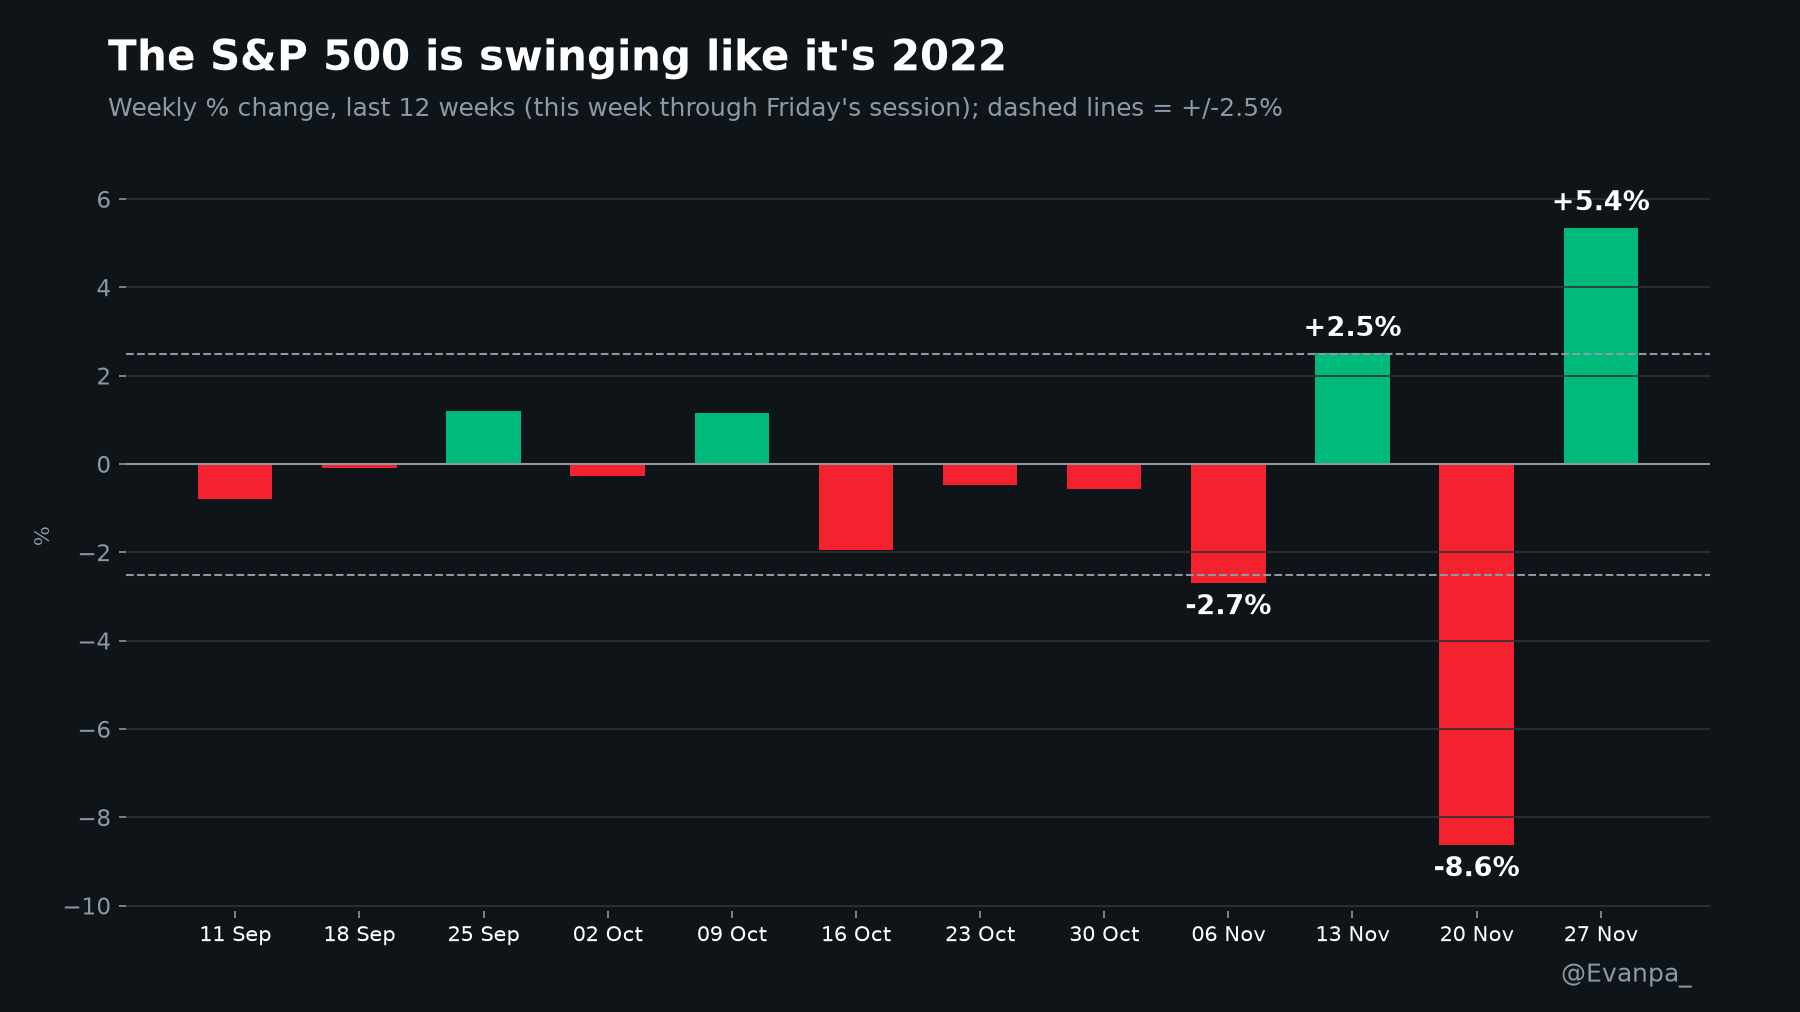 The S&P 500 is swinging like it's 2022
Weekly % change, last 12 weeks (this week through Friday's session); dashed lines = +/-2.5%
6
4
2
0
−2
−4
−6
−8
−10
%
+5.4%
+2.5%
-2.7%
-8.6%
11 Sep
18 Sep
25 Sep
02 Oct
09 Oct
16 Oct
23 Oct
30 Oct
06 Nov
13 Nov
20 Nov
27 Nov
@Evanpa_